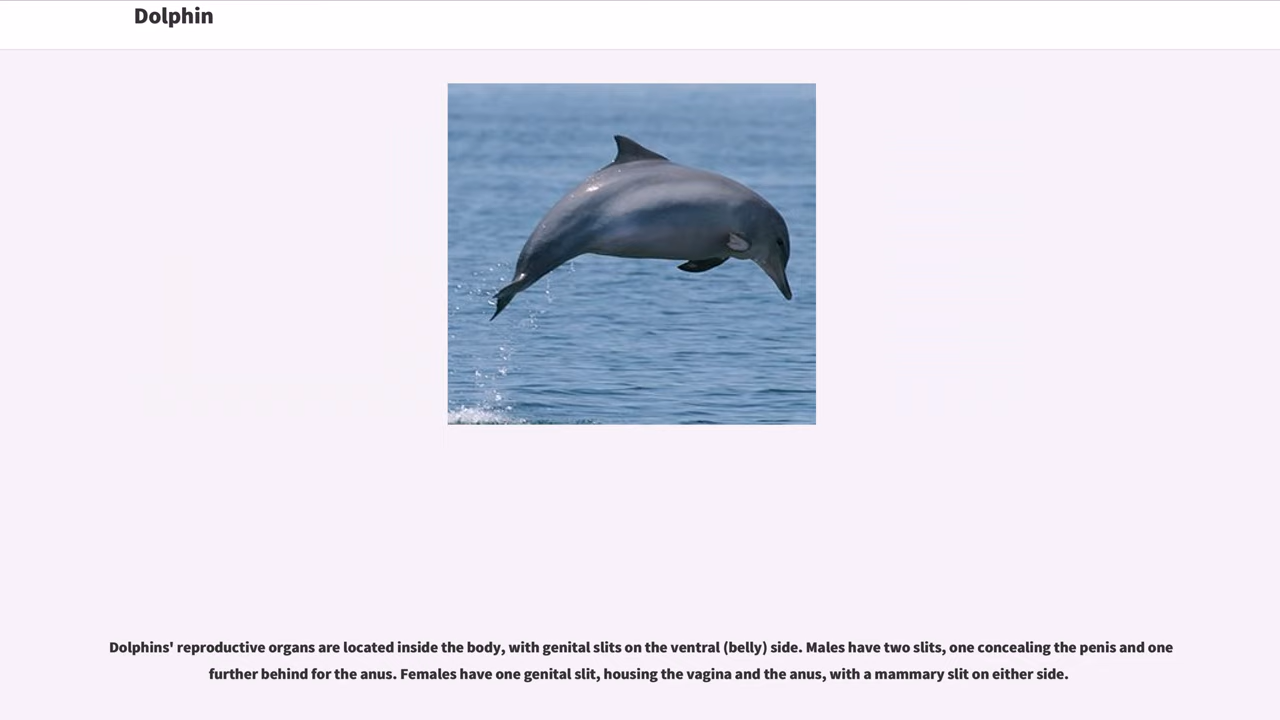 Dolphin
Dolphins' reproductive organs are located inside the body, with genital slits on the ventral (belly) side. Males have two slits, one concealing the penis and one
further behind for the anus. Females have one genital slit, housing the vagina and the anus, with a mammary slit on either side.